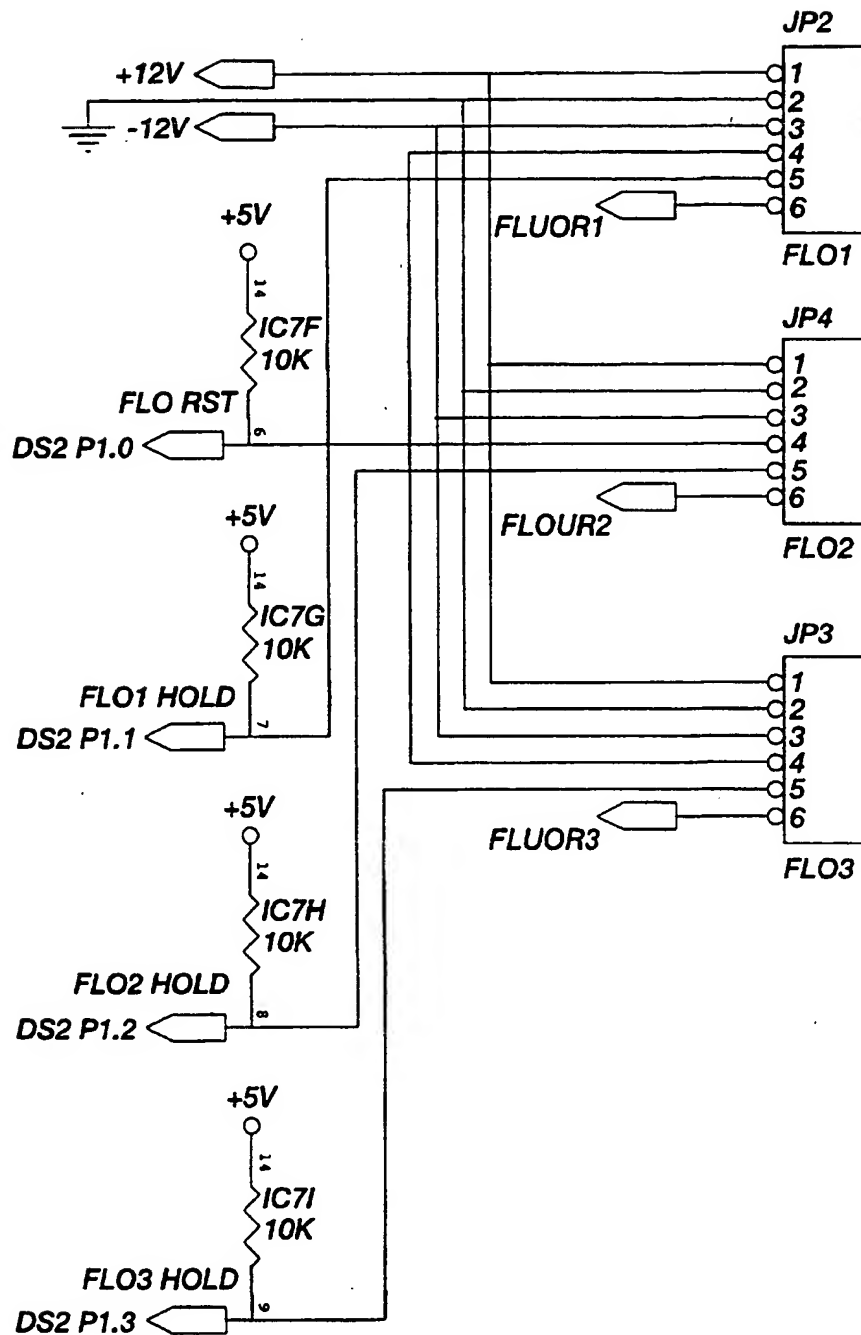 JP2
+12V
1
2
-12V
3
4
5
6
FLUOR1
FLO1
+5V
14
IC7F
10K
FLO RST
6
DS2 P1.0
JP4
1
2
3
4
5
6
FLOUR2
FLO2
+5V
14
IC7G
10K
FLO1 HOLD
7
DS2 P1.1
JP3
1
2
3
4
5
6
FLUOR3
FLO3
+5V
14
IC7H
10K
FLO2 HOLD
8
DS2 P1.2
+5V
14
IC7I
10K
FLO3 HOLD
9
DS2 P1.3